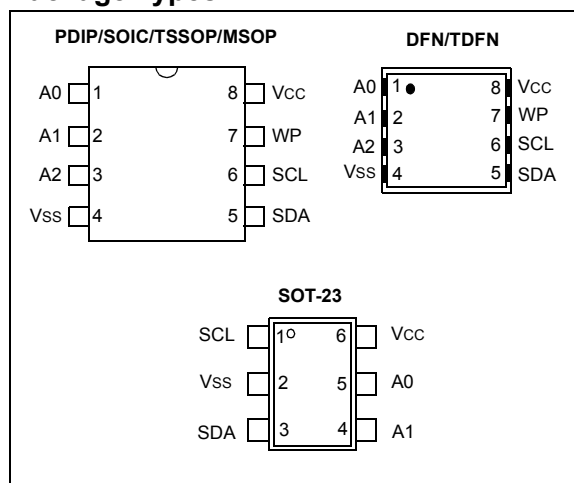 PDIP/SOIC/TSSOP/MSOP
A0 1 8 VCC
A1 2 7 WP
A2 3 6 SCL
VSS 4 5 SDA
DFN/TDFN
A0 1 8 VCC
A1 2 7 WP
A2 3 6 SCL
VSS 4 5 SDA
SOT-23
SCL 1 6 VCC
VSS 2 5 A0
SDA 3 4 A1